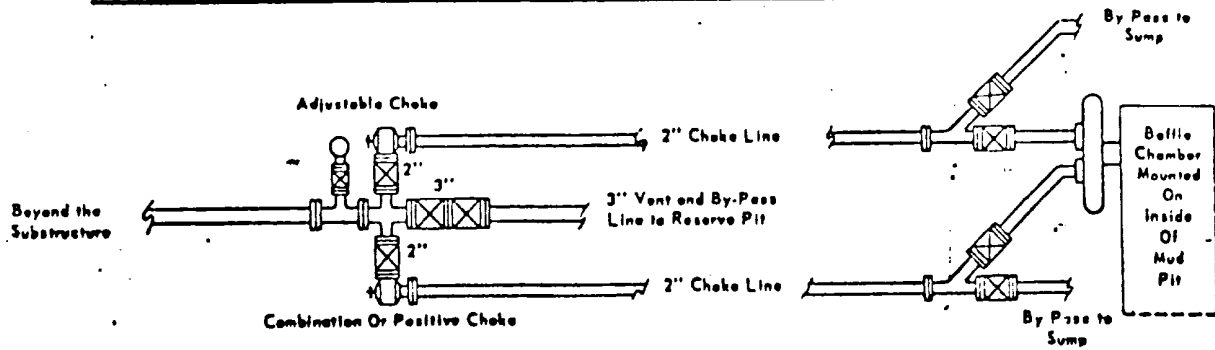 By Pass to
Sump
Adjustable Choke
2" Choke Line
2"
3"
Baffle
Chamber
Mounted
On
Inside
Of
Mud
Pit
Beyond the
Substructure
3" Vent and By-Pass
Line to Reserve Pit
2"
2" Choke Line
Combination Or Positive Choke
By Pass to
Sump